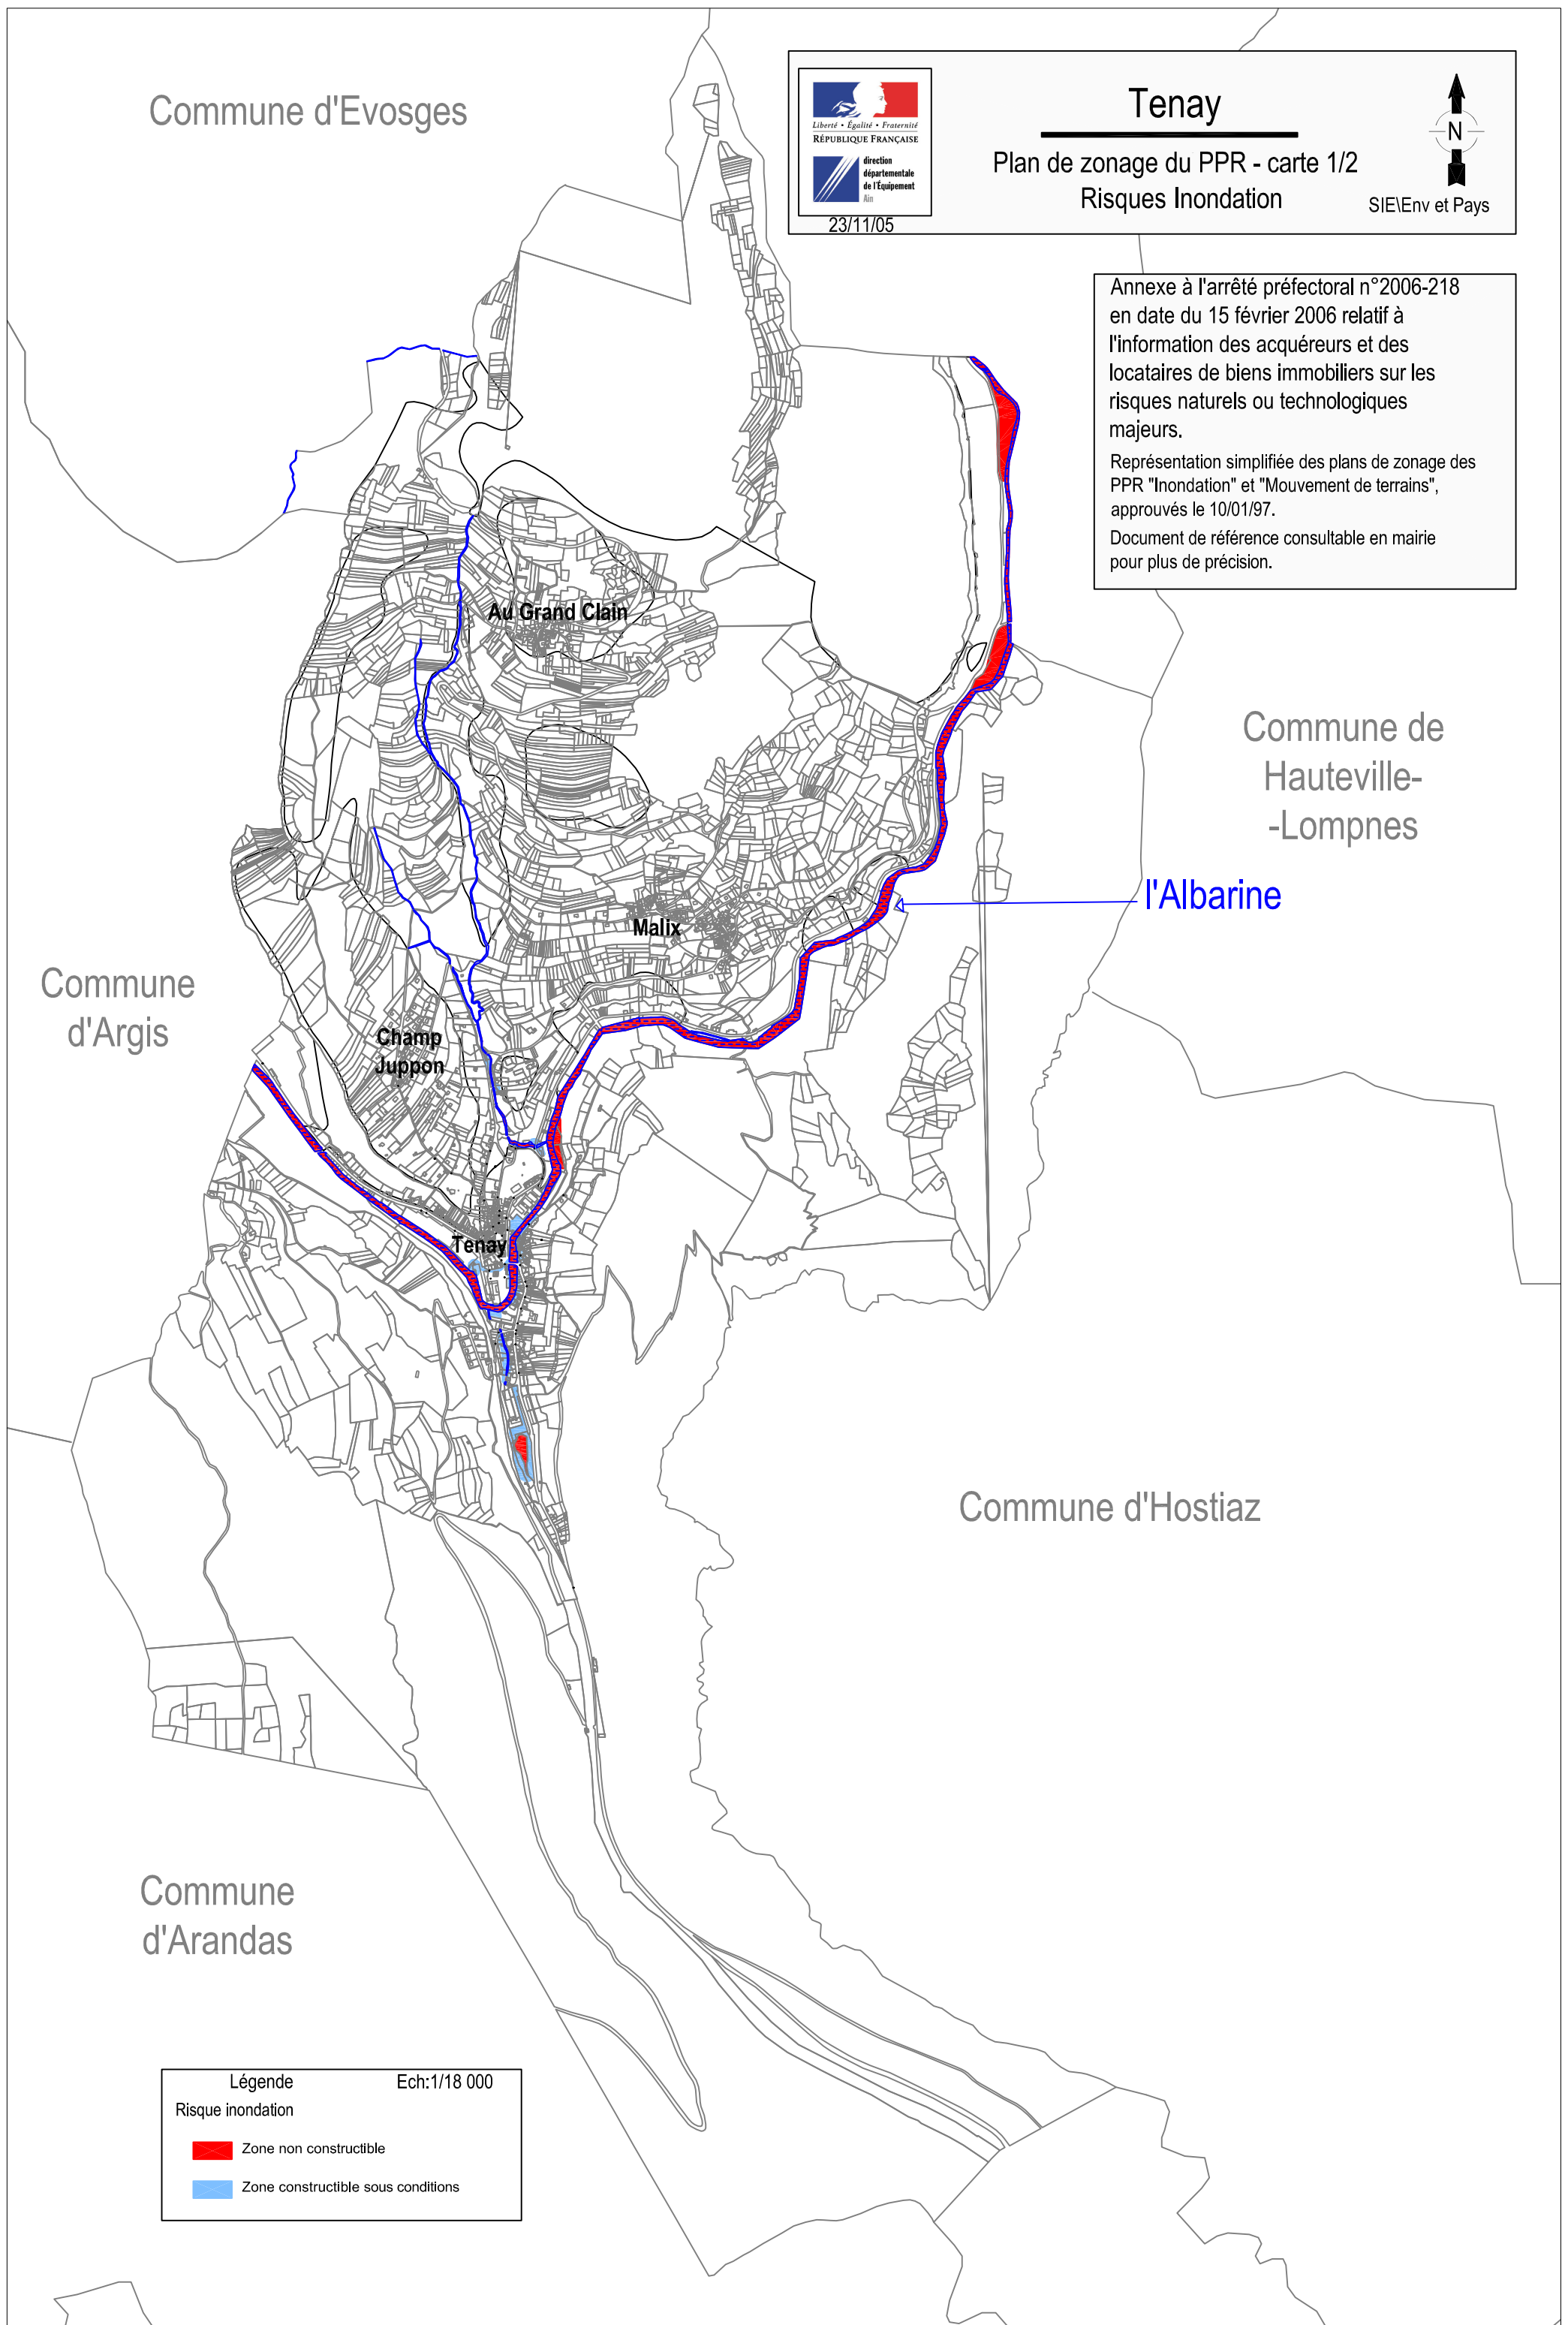 Commune d'Evosges
Liberté • Égalité • Fraternité
RÉPUBLIQUE FRANÇAISE
direction
départementale
de l'Équipement
Ain
23/11/05
Tenay
Plan de zonage du PPR - carte 1/2
Risques Inondation
N
SIE\Env et Pays
Annexe à l'arrêté préfectoral n°2006-218
en date du 15 février 2006 relatif à
l'information des acquéreurs et des
locataires de biens immobiliers sur les
risques naturels ou technologiques
majeurs.
Représentation simplifiée des plans de zonage des
PPR "Inondation" et "Mouvement de terrains",
approuvés le 10/01/97.
Document de référence consultable en mairie
pour plus de précision.
Au Grand Clain
Commune de
Hauteville-
-Lompnes
l'Albarine
Malix
Commune
d'Argis
Champ
Juppon
Tenay
Commune d'Hostiaz
Commune
d'Arandas
Légende
Ech:1/18 000
Risque inondation
Zone non constructible
Zone constructible sous conditions